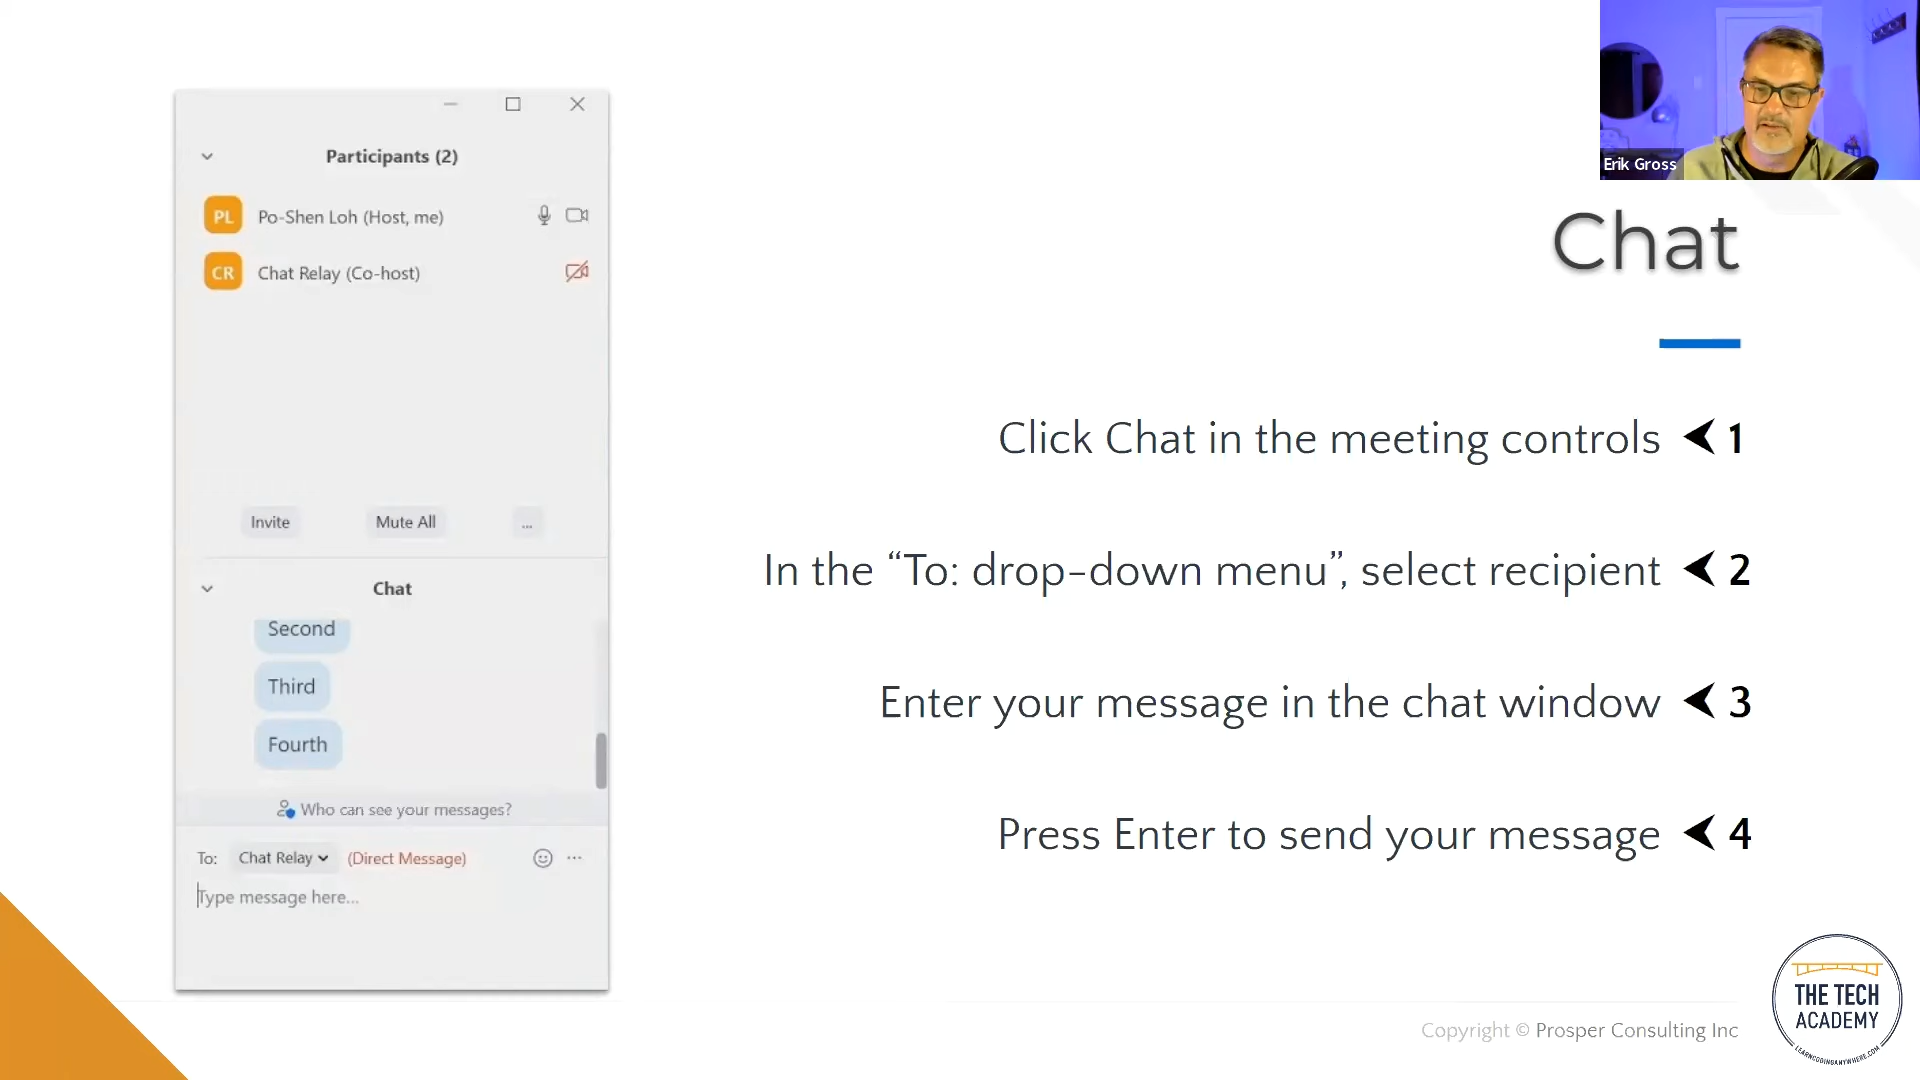 Erik Gross
Participants (2)
PL
Po-Shen Loh (Host, me)
CR
Chat Relay (Co-host)
Invite
Mute All
...
Chat
Second
Third
Fourth
Who can see your messages?
To:
Chat Relay
(Direct Message)
...
Type message here...
Chat
Click Chat in the meeting controls
1
In the “To: drop-down menu”, select recipient
2
Enter your message in the chat window
3
Press Enter to send your message
4
Copyright © Prosper Consulting Inc
THE TECH
ACADEMY
LEARNCODINGANYWHERE.COM